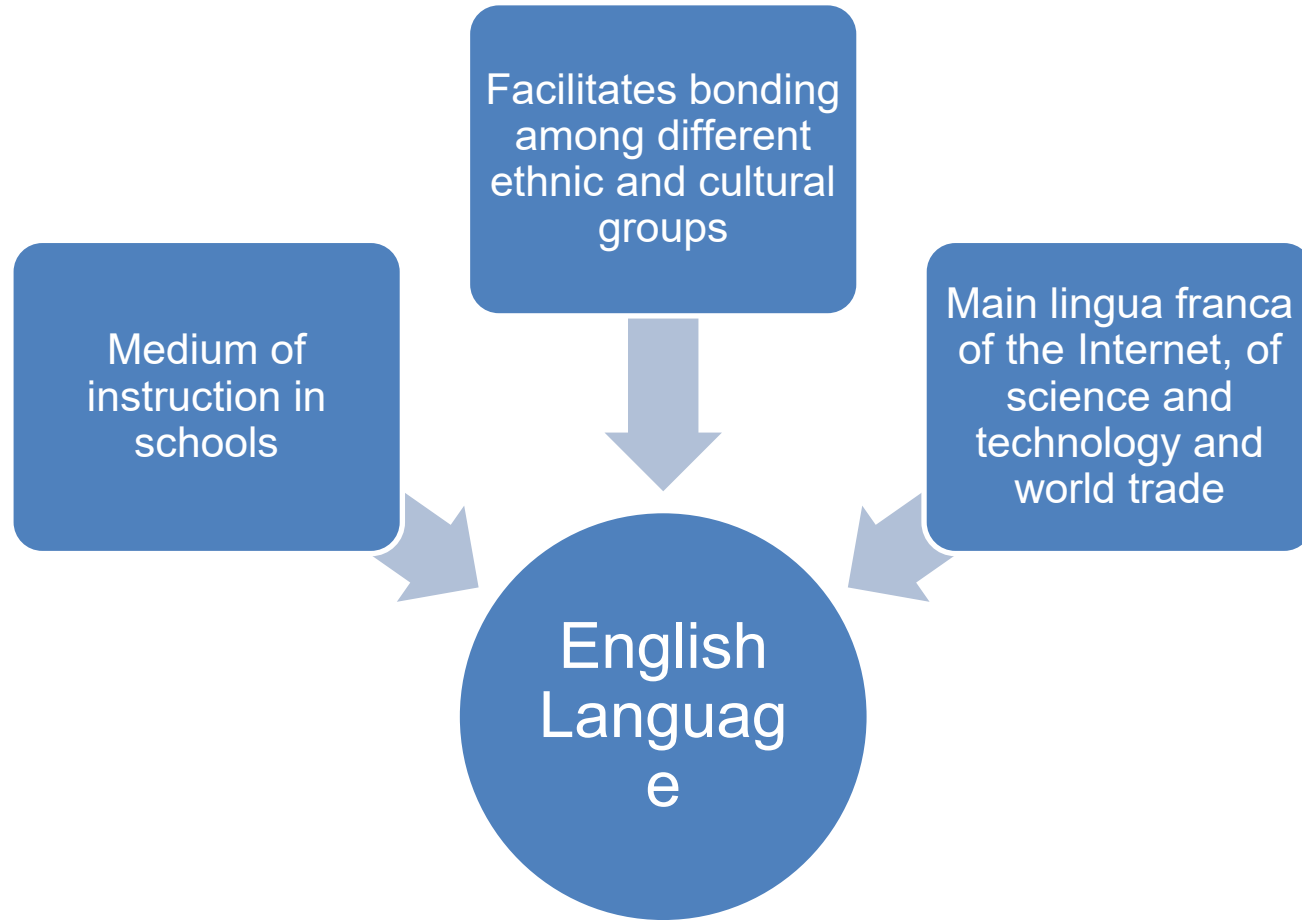 Facilitates bonding
among different
ethnic and cultural
groups
Medium of
instruction in
schools
Main lingua franca
of the Internet, of
science and
technology and
world trade
English
Languag
e